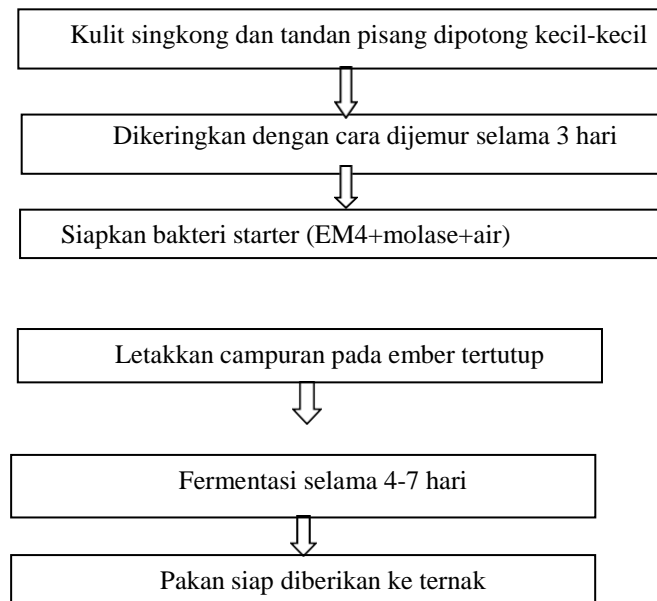 Kulit singkong dan tandan pisang dipotong kecil-kecil
Dikeringkan dengan cara dijemur selama 3 hari
Siapkan bakteri starter (EM4+molase+air)
Letakkan campuran pada ember tertutup
Fermentasi selama 4-7 hari
Pakan siap diberikan ke ternak